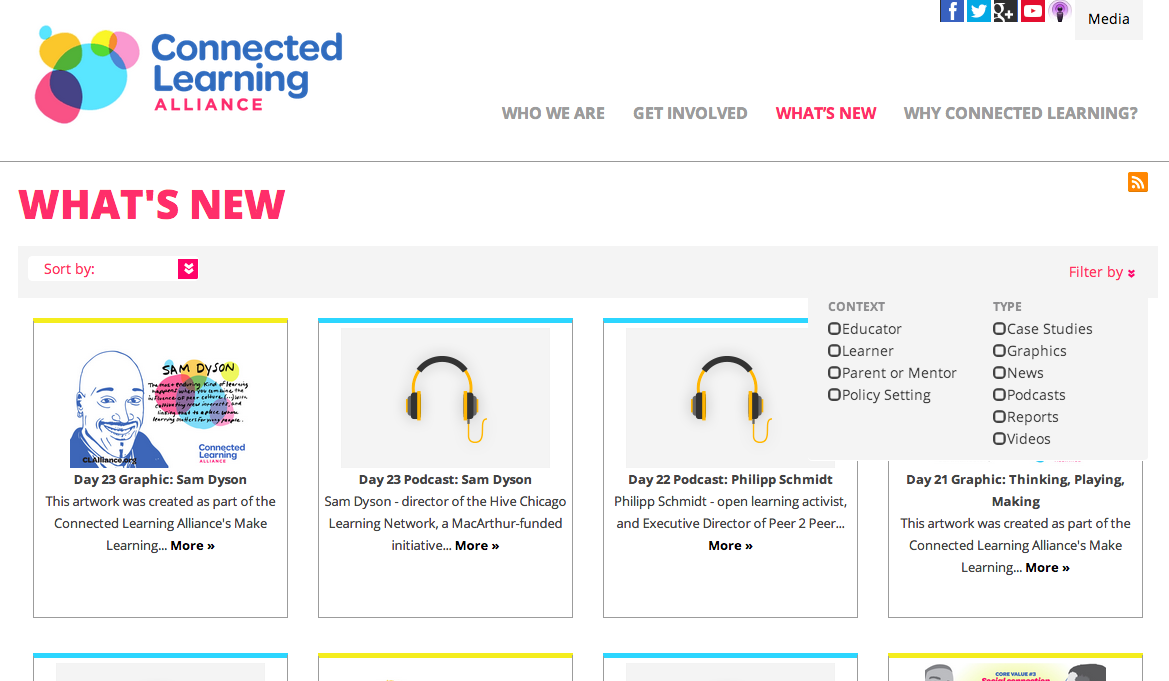 Media
Connected
Learning
ALLIANCE
WHO WE ARE
GET INVOLVED
WHAT'S NEW
WHY CONNECTED LEARNING?
WHAT'S NEW
Sort by:
Filter by
CONTEXT
Educator
Learner
Parent or Mentor
Policy Setting
TYPE
Case Studies
Graphics
News
Podcasts
Reports
Videos
SAM DYSON
The most enduring kind of learning
happens when you combine the
influence of peer culture, (...) with
cultivating new interests, and
linking that to a place where
learning matters for many people.
Connected
Learning
ALLIANCE
CLAlliance.org
Day 23 Graphic: Sam Dyson
This artwork was created as part of the
Connected Learning Alliance's Make
Learning... More »
Day 23 Podcast: Sam Dyson
Sam Dyson - director of the Hive Chicago
Learning Network, a MacArthur-funded
initiative... More »
Day 22 Podcast: Philipp Schmidt
Philipp Schmidt - open learning activist,
and Executive Director of Peer 2 Peer...
More »
Day 21 Graphic: Thinking, Playing,
Making
This artwork was created as part of the
Connected Learning Alliance's Make
Learning... More »
CORE VALUE #3
Social connection